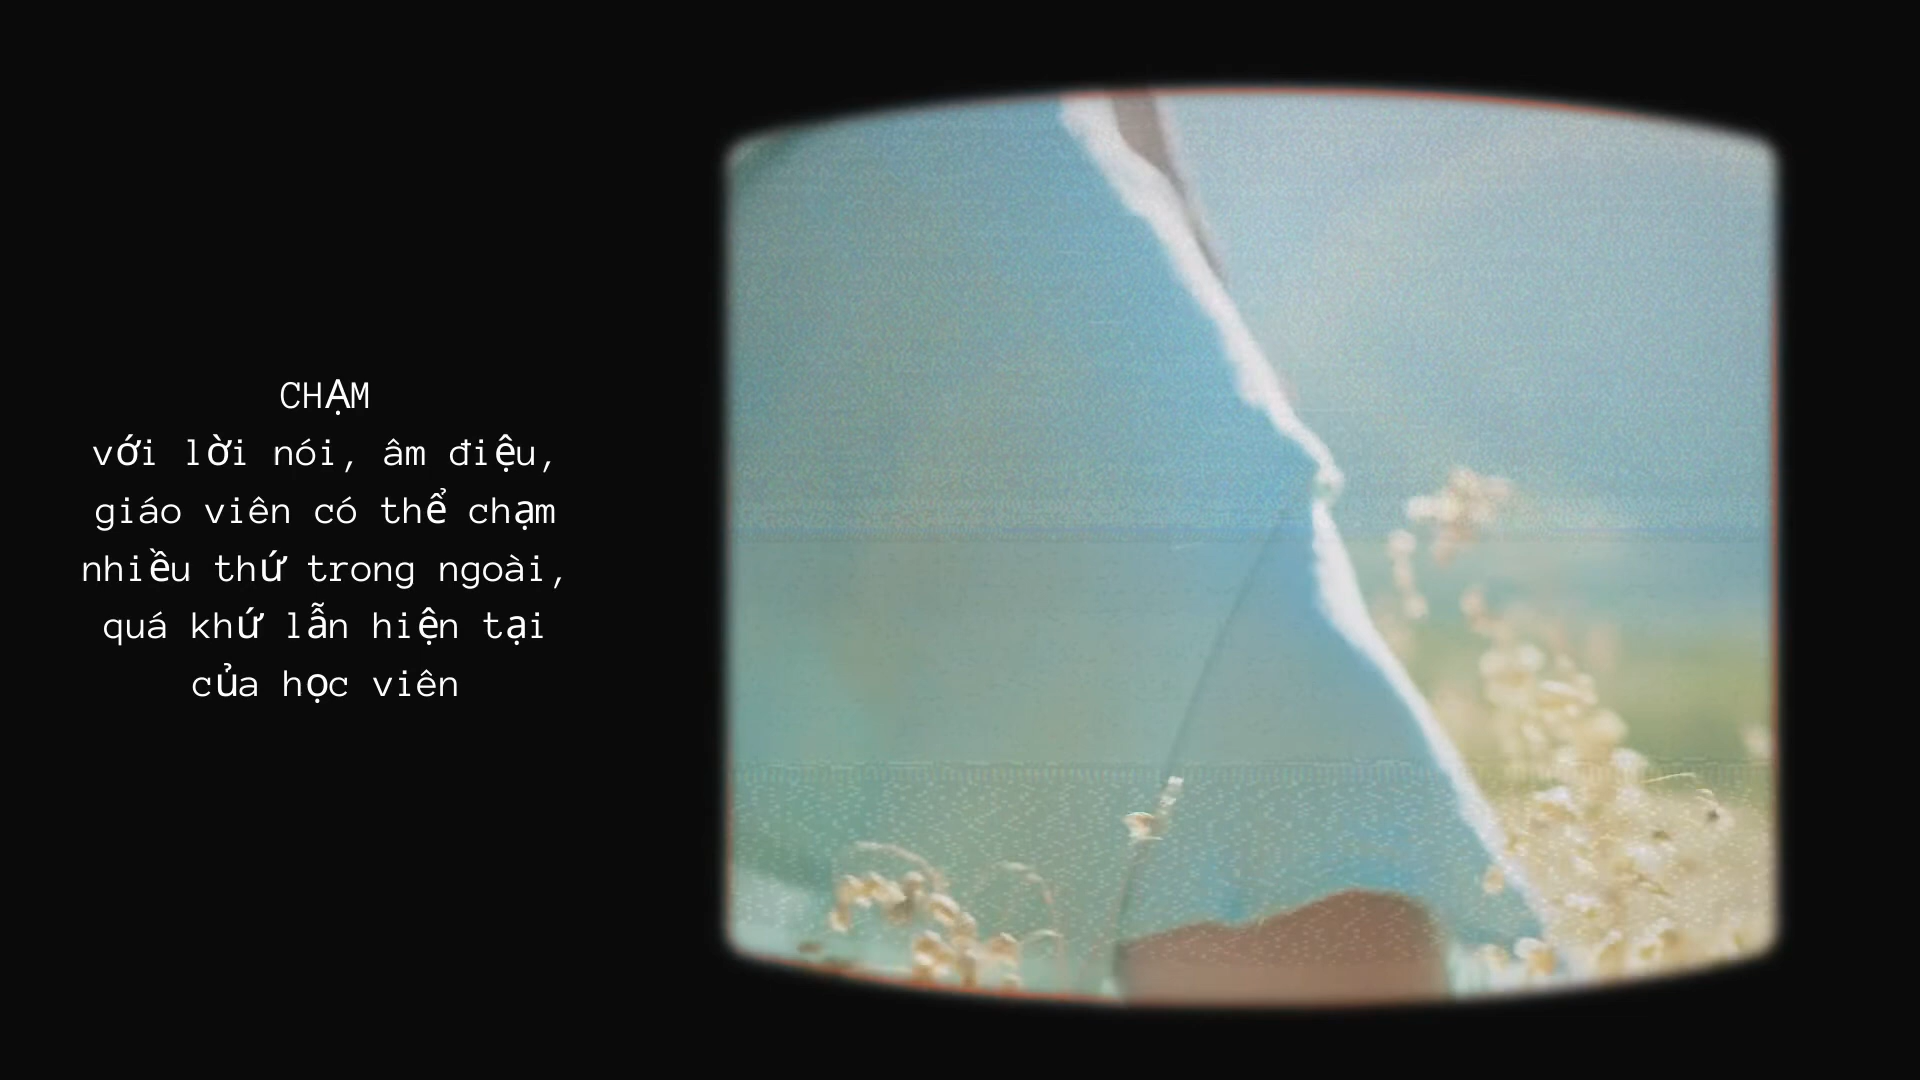 CHẠM
với lời nói, âm điệu,
giáo viên có thể chạm
nhiều thứ trong ngoài,
quá khứ lẫn hiện tại
của học viên